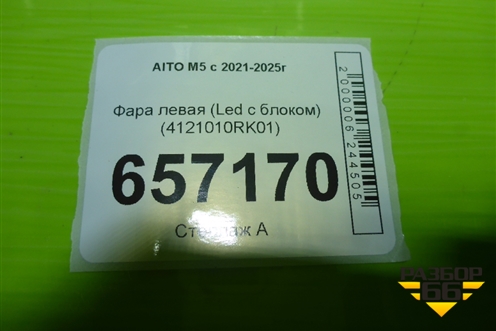 AITO M5 с 2021-2025г
Фара левая (Led с блоком)
(4121010RK01)
657170
Стеллаж А
2000006244505
РАЗБОР
66